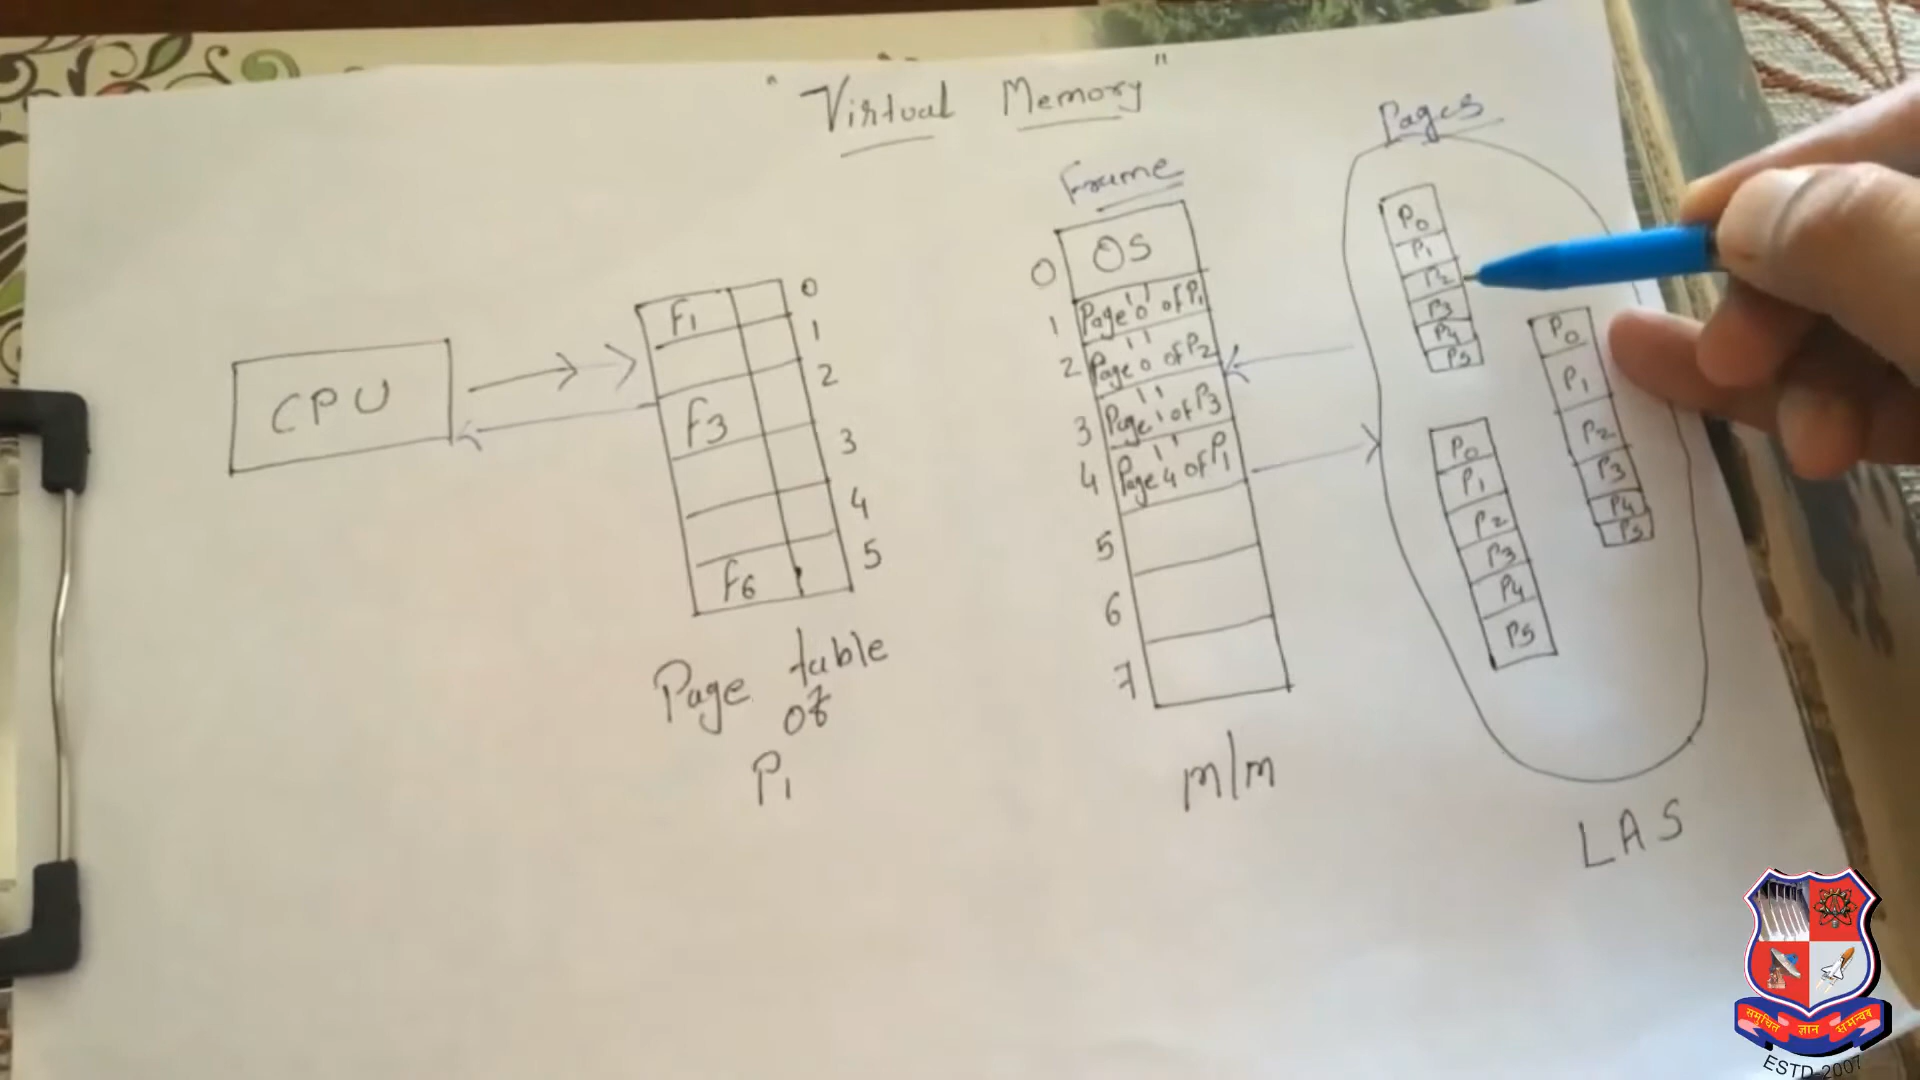 "Virtual Memory"
CPU
F1
F3
F6
0
1
2
3
4
5
Page table
of
P1
Frame
0
OS
1
Page '0' of P1
2
Page '0' of P2
3
Page '1' of P3
4
Page '4' of P1
5
6
7
m/m
Pages
P0
P1
P2
P3
P4
P5
P0
P1
P2
P3
P4
P5
P0
P1
P2
P3
P4
P5
LAS
समुचित ज्ञान समन्वय
ESTD-2007